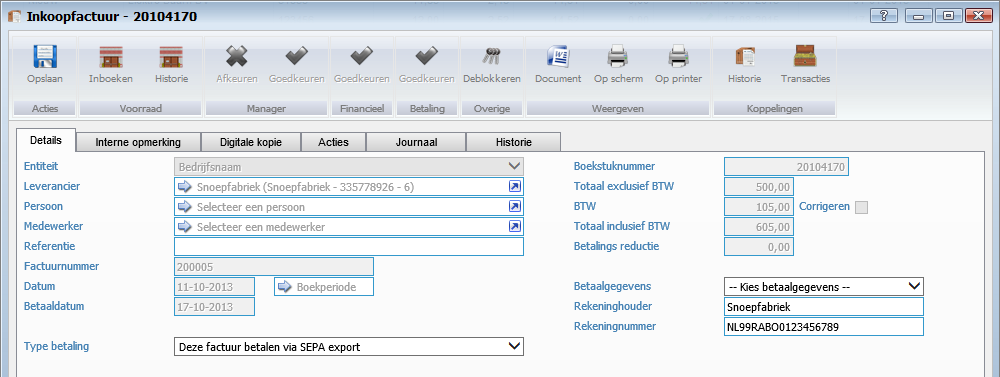 Inkoopfactuur - 20104170
?
Opslaan Inboeken Historie Afkeuren Goedkeuren Goedkeuren Goedkeuren Deblokkeren Document Op scherm Op printer Historie Transacties
Acties Voorraad Manager Financieel Betaling Overige Weergeven Koppelingen
Details Interne opmerking Digitale kopie Acties Journaal Historie
Entiteit Bedrijfsnaam Boekstuknummer 20104170
Leverancier Snoepfabriek (Snoepfabriek - 335778926 - 6) Totaal exclusief BTW 500,00
Persoon Selecteer een persoon BTW 105,00 Corrigeren
Medewerker Selecteer een medewerker Totaal inclusief BTW 605,00
Referentie Betalings reductie 0,00
Factuurnummer 200005
Datum 11-10-2013 Boekperiode Betaalgegevens -- Kies betaalgegevens --
Betaaldatum 17-10-2013 Rekeninghouder Snoepfabriek
Rekeningnummer NL99RABO0123456789
Type betaling Deze factuur betalen via SEPA export